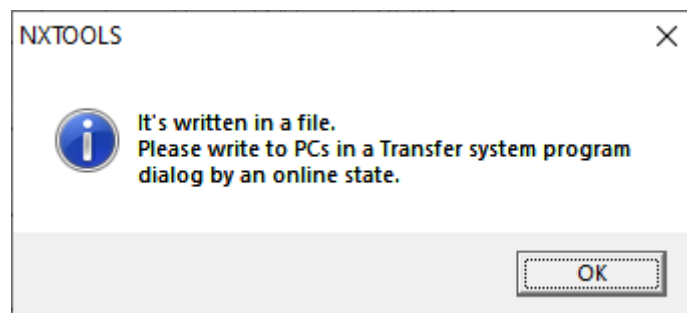 NXTOOLS
It's written in a file.
Please write to PCs in a Transfer system program
dialog by an online state.
OK